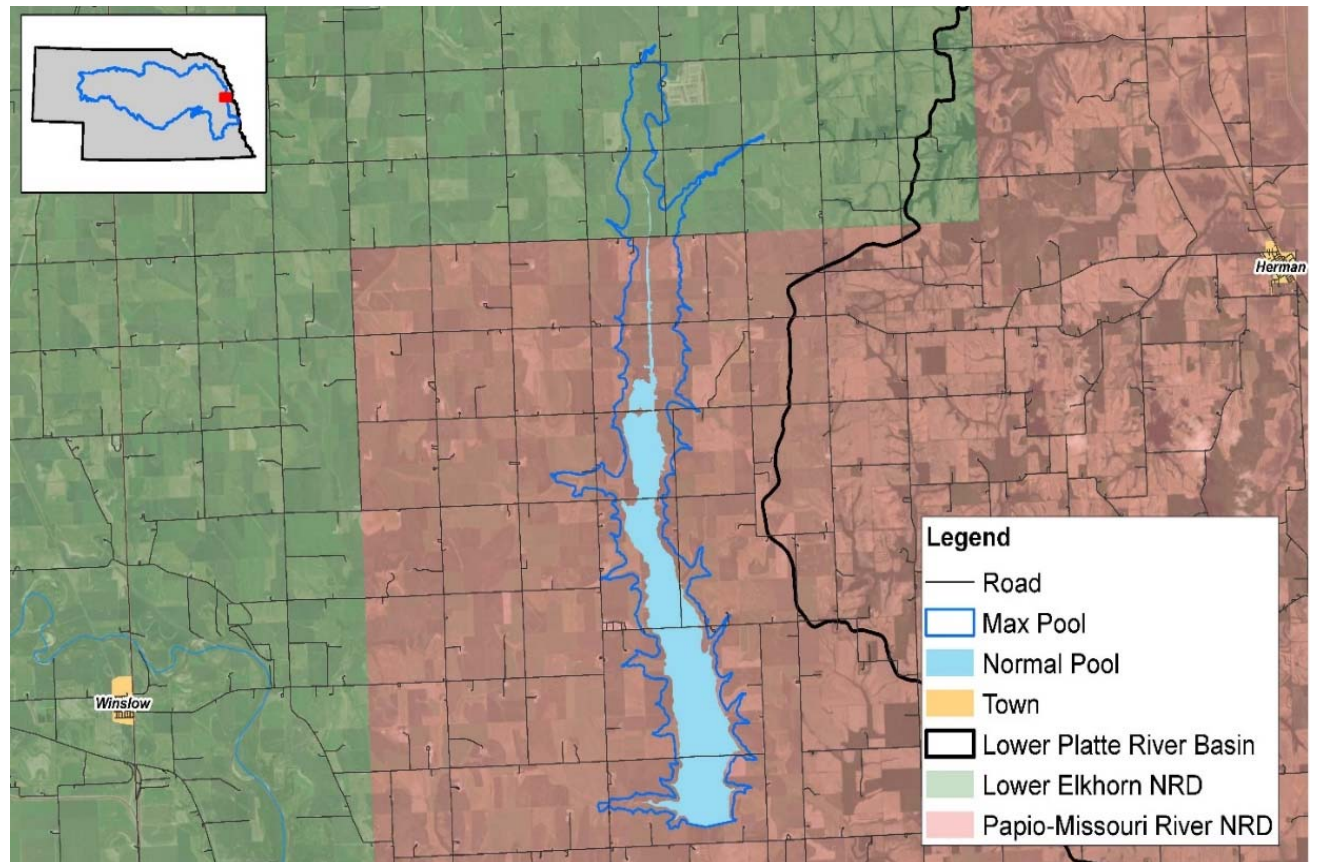 Herman
Winslow
Legend
Road
Max Pool
Normal Pool
Town
Lower Platte River Basin
Lower Elkhorn NRD
Papio-Missouri River NRD